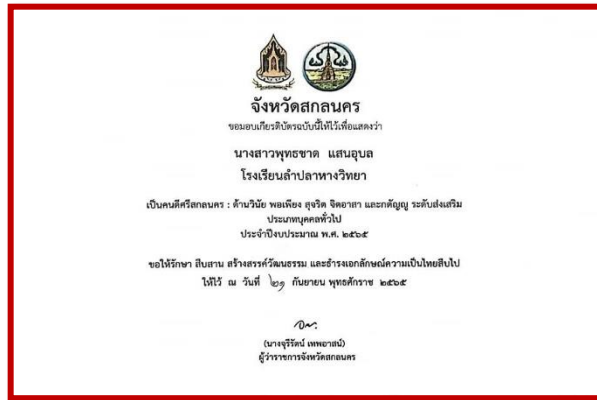 จังหวัดสกลนคร
ขอมอบเกียรติบัตรฉบับนี้ให้ไว้เพื่อแสดงว่า
นางสาวพุทธชาด แสนอุบล
โรงเรียนลำปลาหางวิทยา
เป็นคนดีศรีสกลนคร : ด้านวินัย พอเพียง สุจริต จิตอาสา และกตัญญู ระดับส่งเสริม
ประเภทบุคคลทั่วไป
ประจำปีงบประมาณ พ.ศ. ๒๕๖๕
ขอให้รักษา สืบสาน สร้างสรรค์วัฒนธรรม และธำรงเอกลักษณ์ความเป็นไทยสืบไป
ให้ไว้ ณ วันที่ ๒๑ กันยายน พุทธศักราช ๒๕๖๕
(นางจุรีรัตน์ เทพอาสน์)
ผู้ว่าราชการจังหวัดสกลนคร